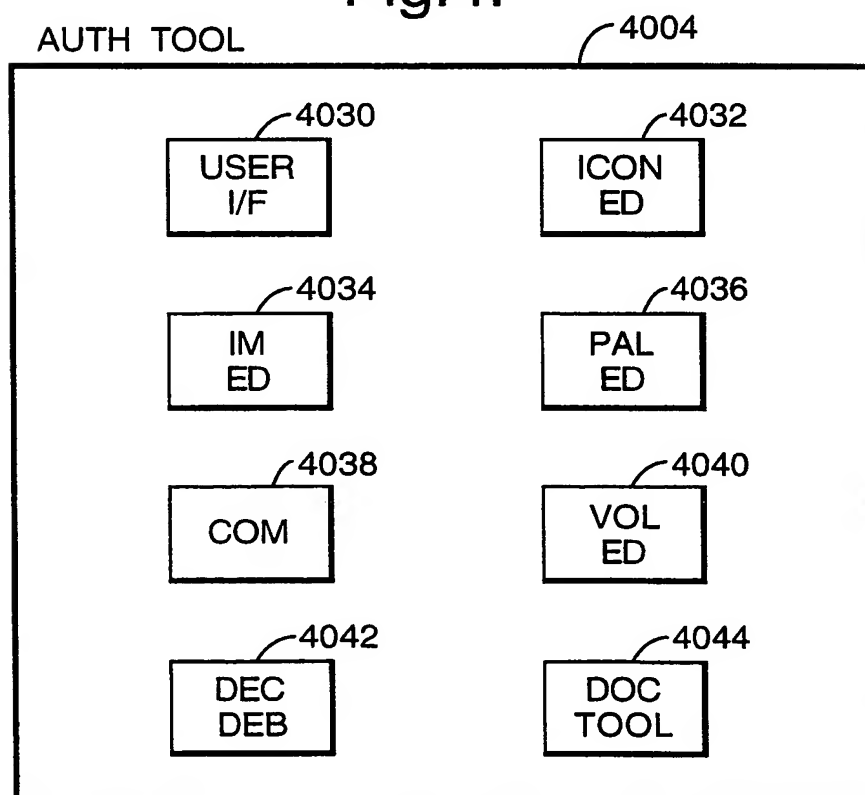 AUTH TOOL
4004
4030
4032
USER
I/F
ICON
ED
4034
4036
IM
ED
PAL
ED
4038
4040
COM
VOL
ED
4042
4044
DEC
DEB
DOC
TOOL